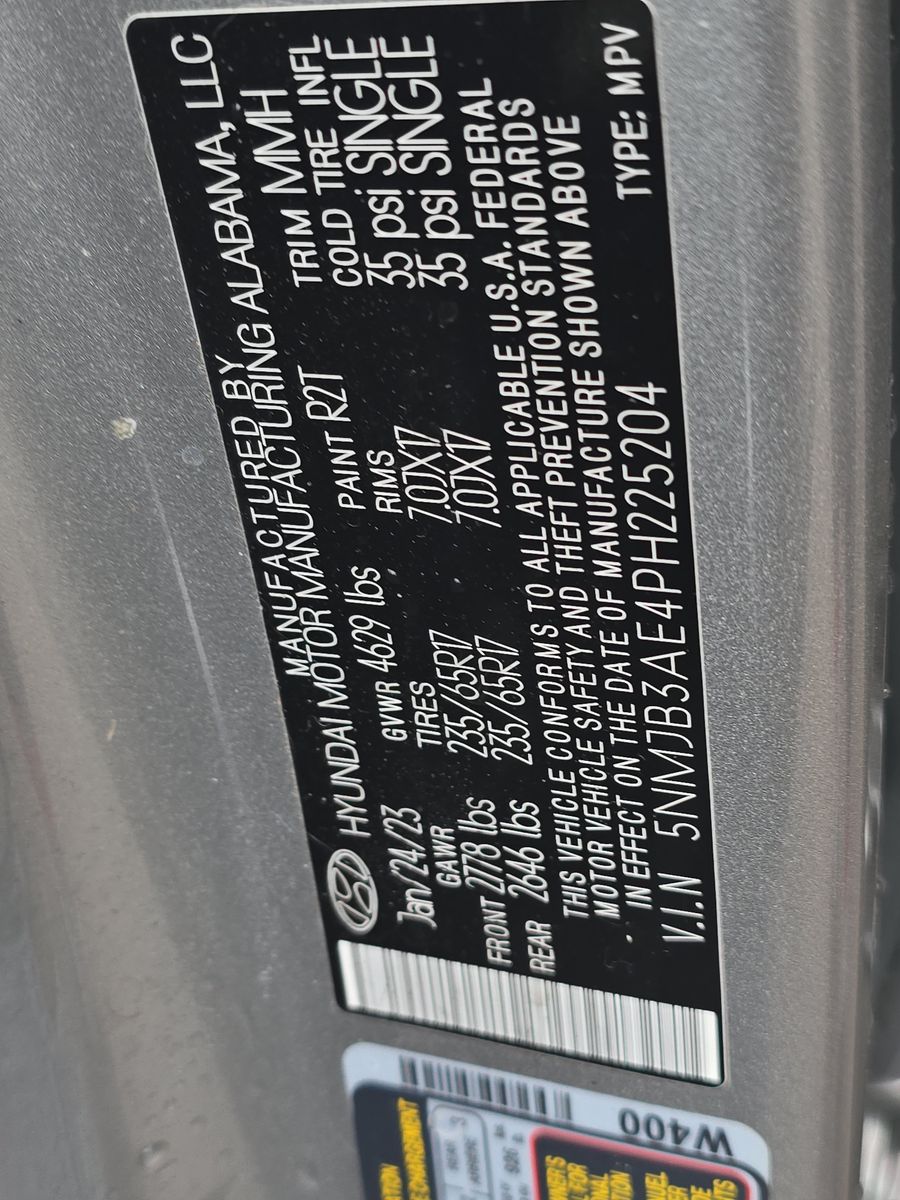 MANUFACTURED BY
HYUNDAI MOTOR MANUFACTURING ALABAMA, LLC
Jan/24/23 GVWR 4629 lbs PAINT R2T TRIM MMH
GAWR TIRES RIMS COLD TIRE INFL
FRONT 2778 lbs 235/65R17 7.0JX17 35 psi SINGLE
REAR 2646 lbs 235/65R17 7.0JX17 35 psi SINGLE
THIS VEHICLE CONFORMS TO ALL APPLICABLE U.S.A. FEDERAL
MOTOR VEHICLE SAFETY AND THEFT PREVENTION STANDARDS
IN EFFECT ON THE DATE OF MANUFACTURE SHOWN ABOVE
V.I.N 5NMJB3AE4PH225204 TYPE: MPV
W400